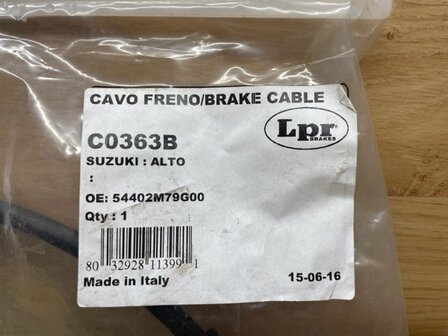 CAVO FRENO/BRAKE CABLE
C0363B
Lpr
BRAKES
SUZUKI : ALTO
:
OE: 54402M79G00
Qty : 1
80 32928 11399 1
Made in Italy
15-06-16